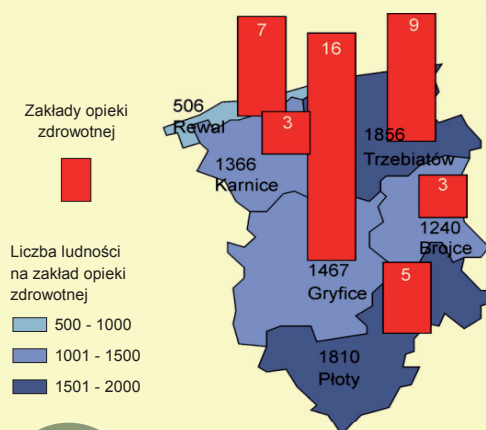 7
16
9
Zakłady opieki
zdrowotnej
506
Rewal
3
1856
Trzebiatów
1366
Karnice
3
1240
Brojce
Liczba ludności
na zakład opieki
zdrowotnej
1467
Gryfice
5
500 - 1000
1001 - 1500
1501 - 2000
1810
Płoty